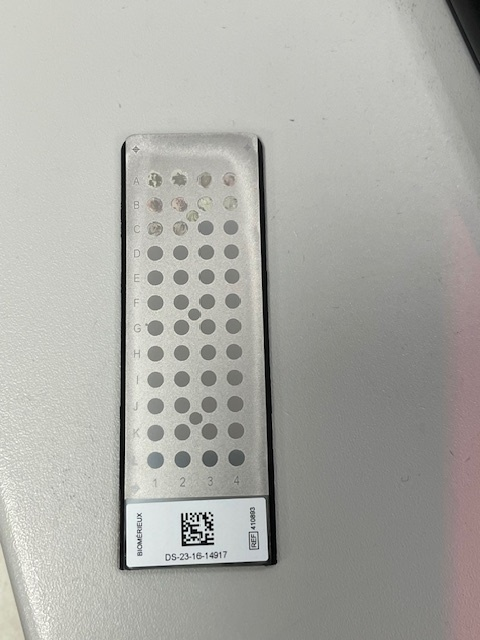 A
B
C
D
E
F
G
H
I
J
K
L
1 2 3 4
BIOMÉRIEUX
DS-23-16-14917
REF 410893